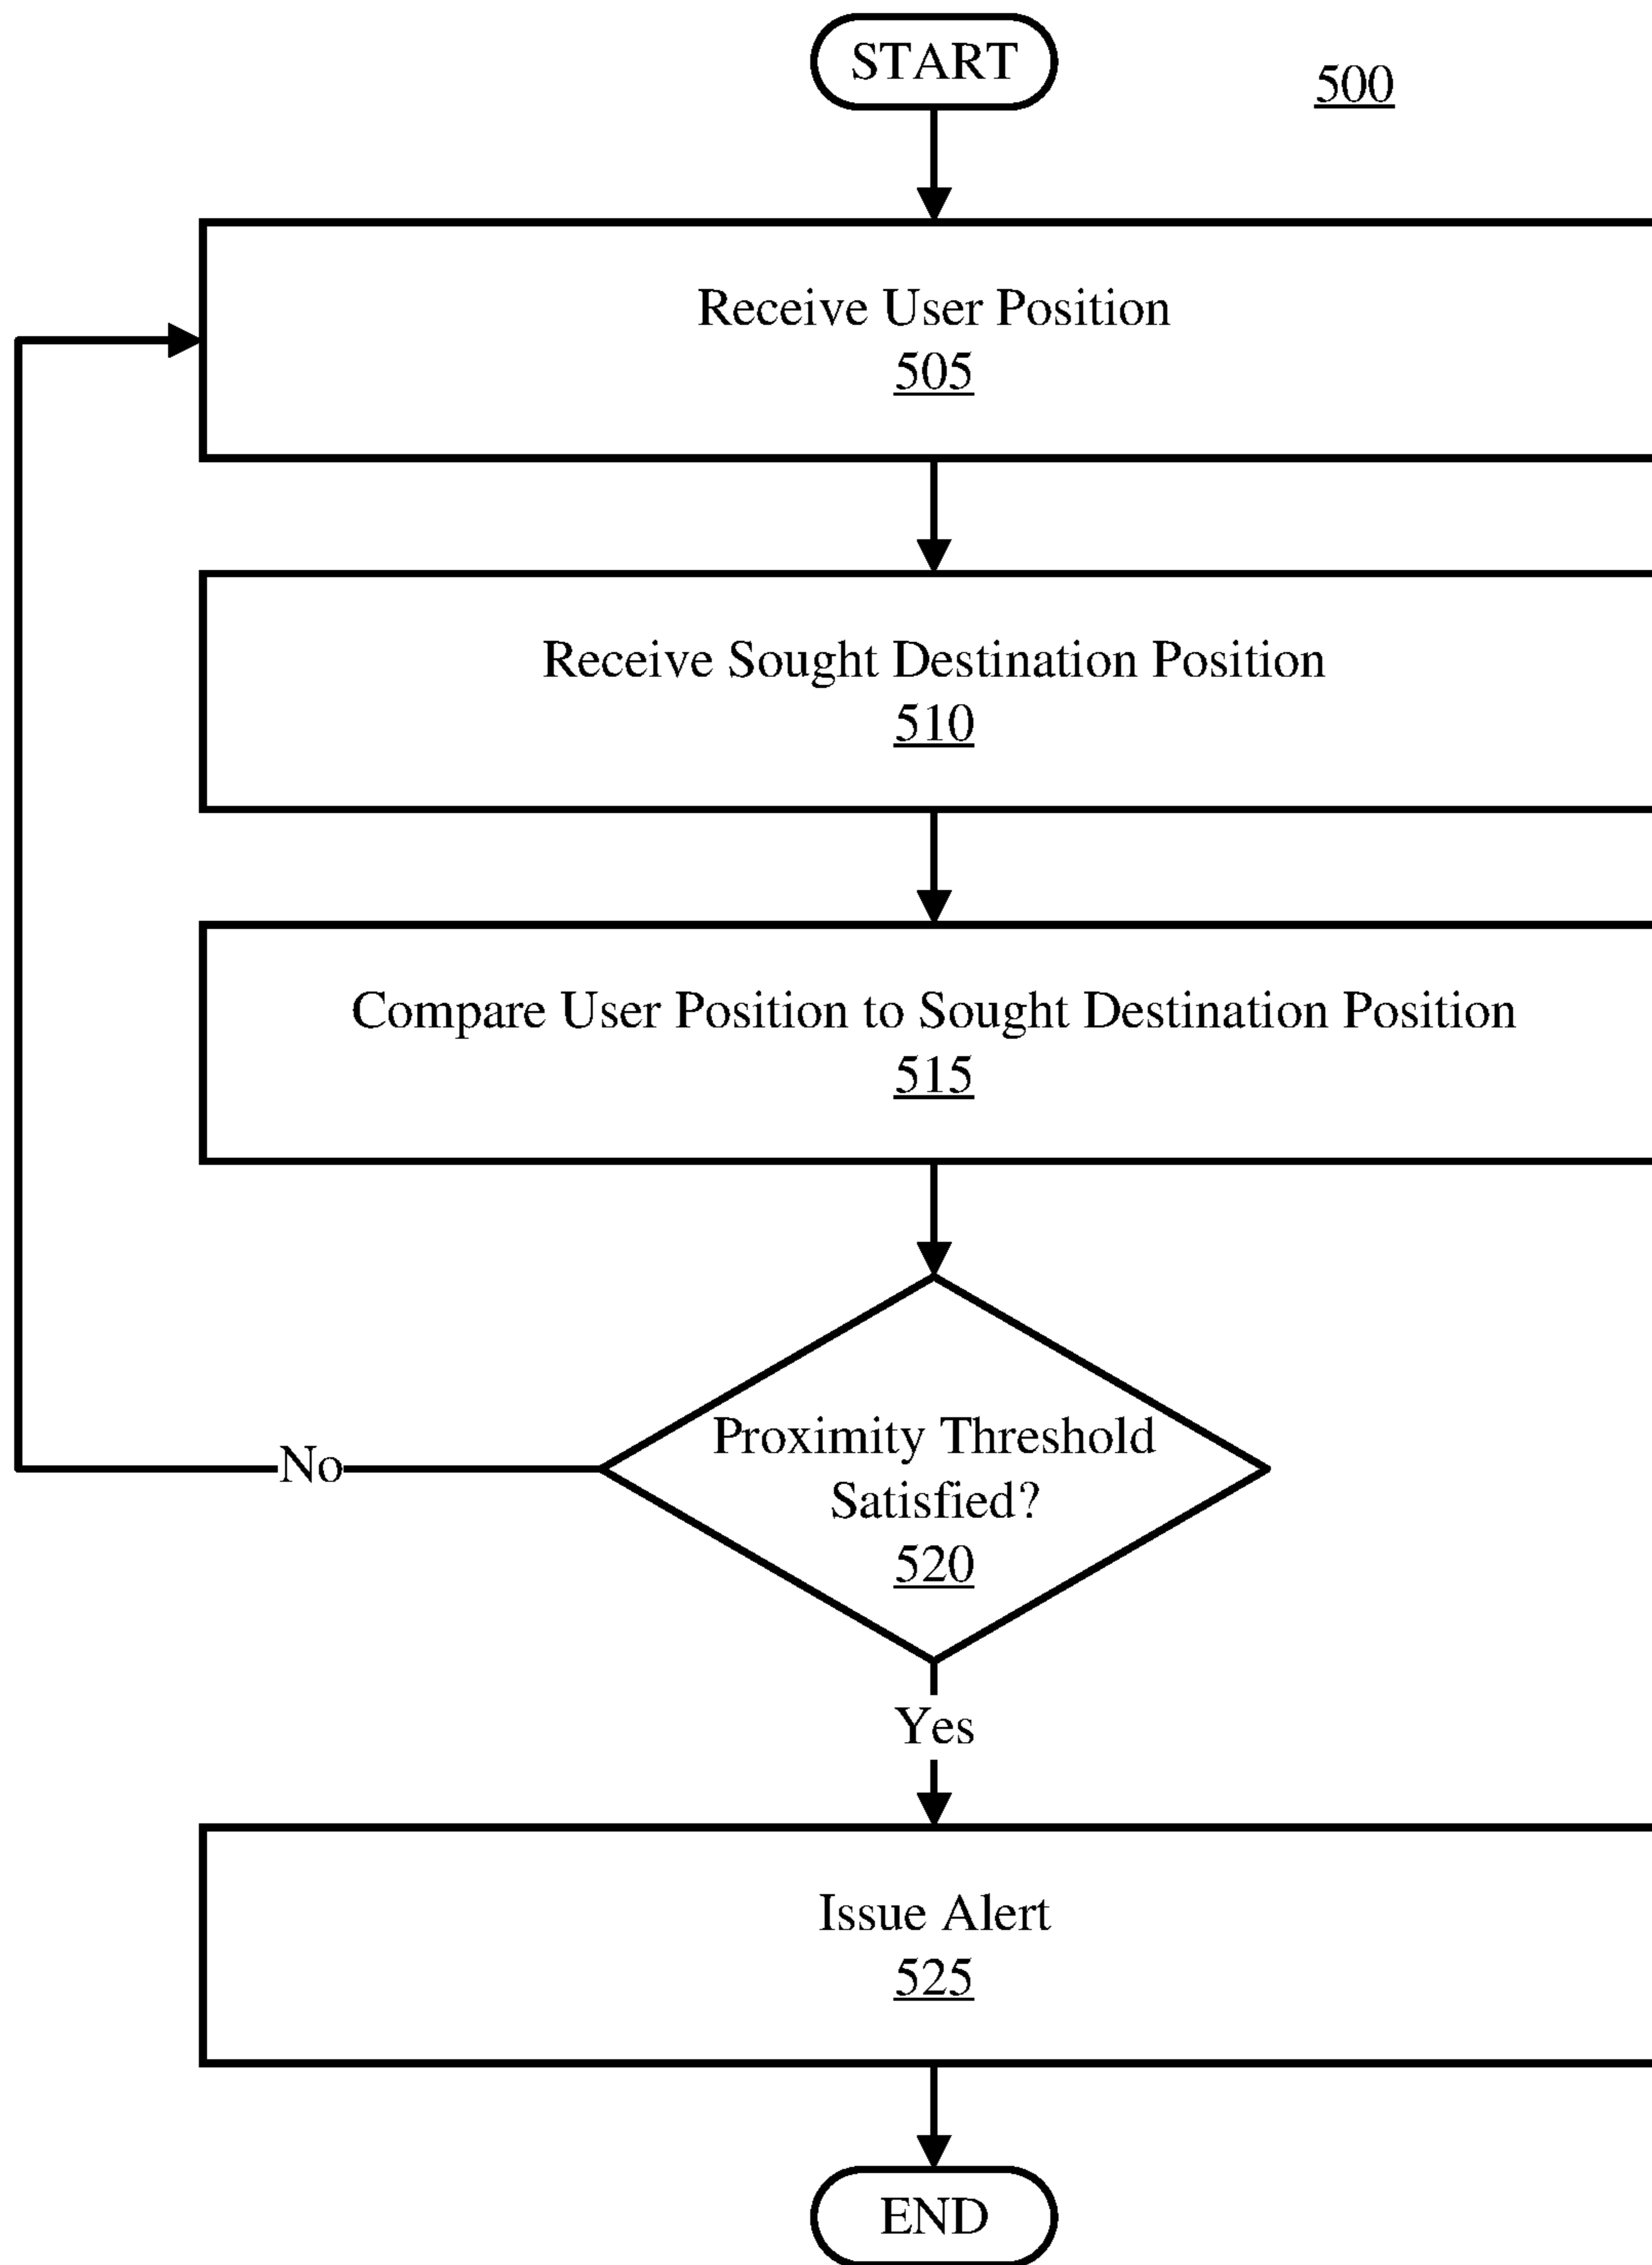 START
500
Receive User Position
505
Receive Sought Destination Position
510
Compare User Position to Sought Destination Position
515
Proximity Threshold
Satisfied?
520
No
Yes
Issue Alert
525
END